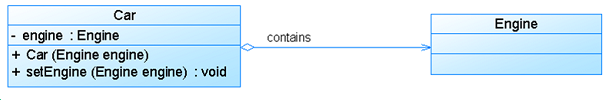 Car
- engine : Engine
+ Car (Engine engine)
+ setEngine (Engine engine) : void
contains
Engine